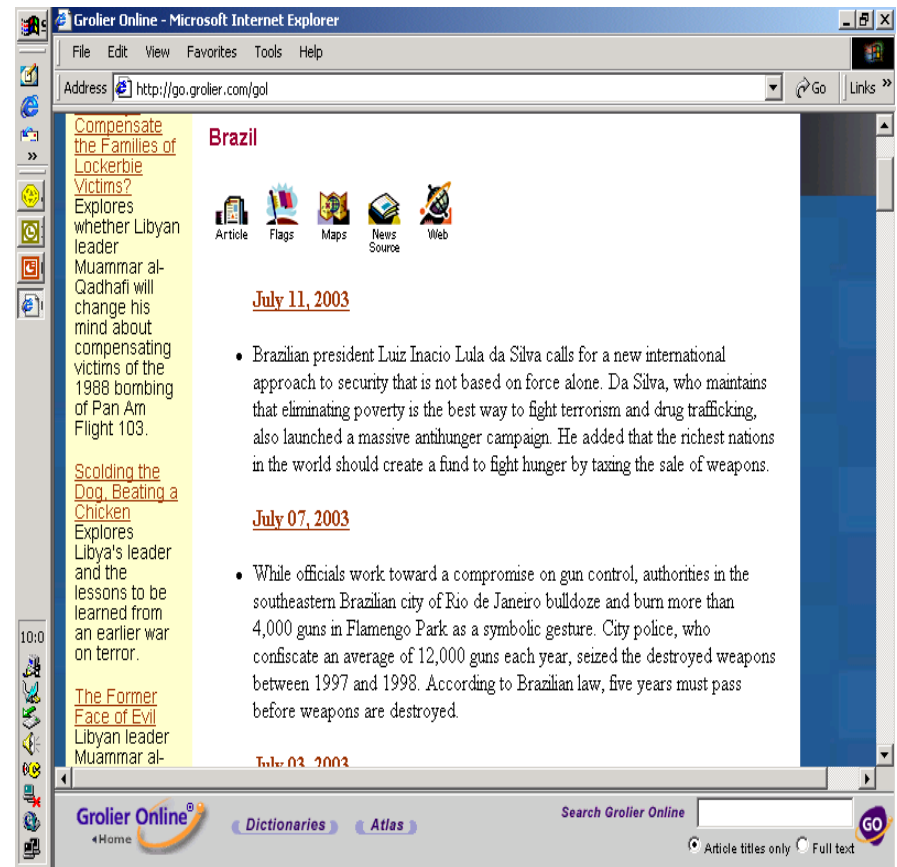 Grolier Online - Microsoft Internet Explorer
File Edit View Favorites Tools Help
Address http://go.grolier.com/gol Go Links »
Compensate
the Families of
Lockerbie
Victims?
Explores
whether Libyan
leader
Muammar al-
Qadhafi will
change his
mind about
compensating
victims of the
1988 bombing
of Pan Am
Flight 103.
Scolding the
Dog, Beating a
Chicken
Explores
Libya's leader
and the
lessons to be
learned from
an earlier war
on terror.
The Former
Face of Evil
Libyan leader
Muammar al-
Brazil
Article Flags Maps News Source Web
July 11, 2003
• Brazilian president Luiz Inacio Lula da Silva calls for a new international
approach to security that is not based on force alone. Da Silva, who maintains
that eliminating poverty is the best way to fight terrorism and drug trafficking,
also launched a massive antihunger campaign. He added that the richest nations
in the world should create a fund to fight hunger by taxing the sale of weapons.
July 07, 2003
• While officials work toward a compromise on gun control, authorities in the
southeastern Brazilian city of Rio de Janeiro bulldoze and burn more than
4,000 guns in Flamengo Park as a symbolic gesture. City police, who
confiscate an average of 12,000 guns each year, seized the destroyed weapons
between 1997 and 1998. According to Brazilian law, five years must pass
before weapons are destroyed.
July 03, 2003
10:0
Grolier Online®
Home
Dictionaries Atlas
Search Grolier Online
GO
Article titles only Full text